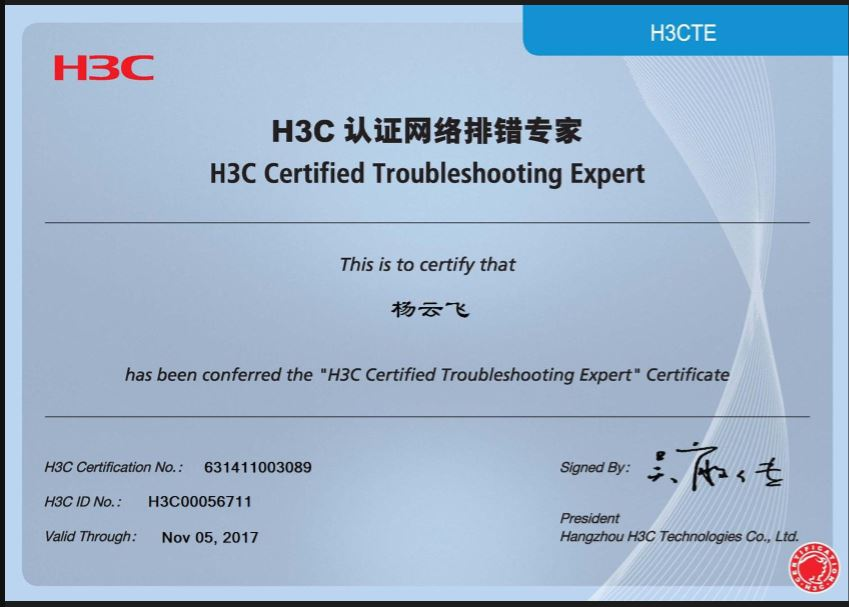 H3CTE
H3C
H3C 认证网络排错专家
H3C Certified Troubleshooting Expert
This is to certify that
杨云飞
has been conferred the "H3C Certified Troubleshooting Expert" Certificate
H3C Certification No.: 631411003089
H3C ID No.: H3C00056711
Valid Through: Nov 05, 2017
Signed By:
President
Hangzhou H3C Technologies Co., Ltd.
CERTIFICATION
H3C